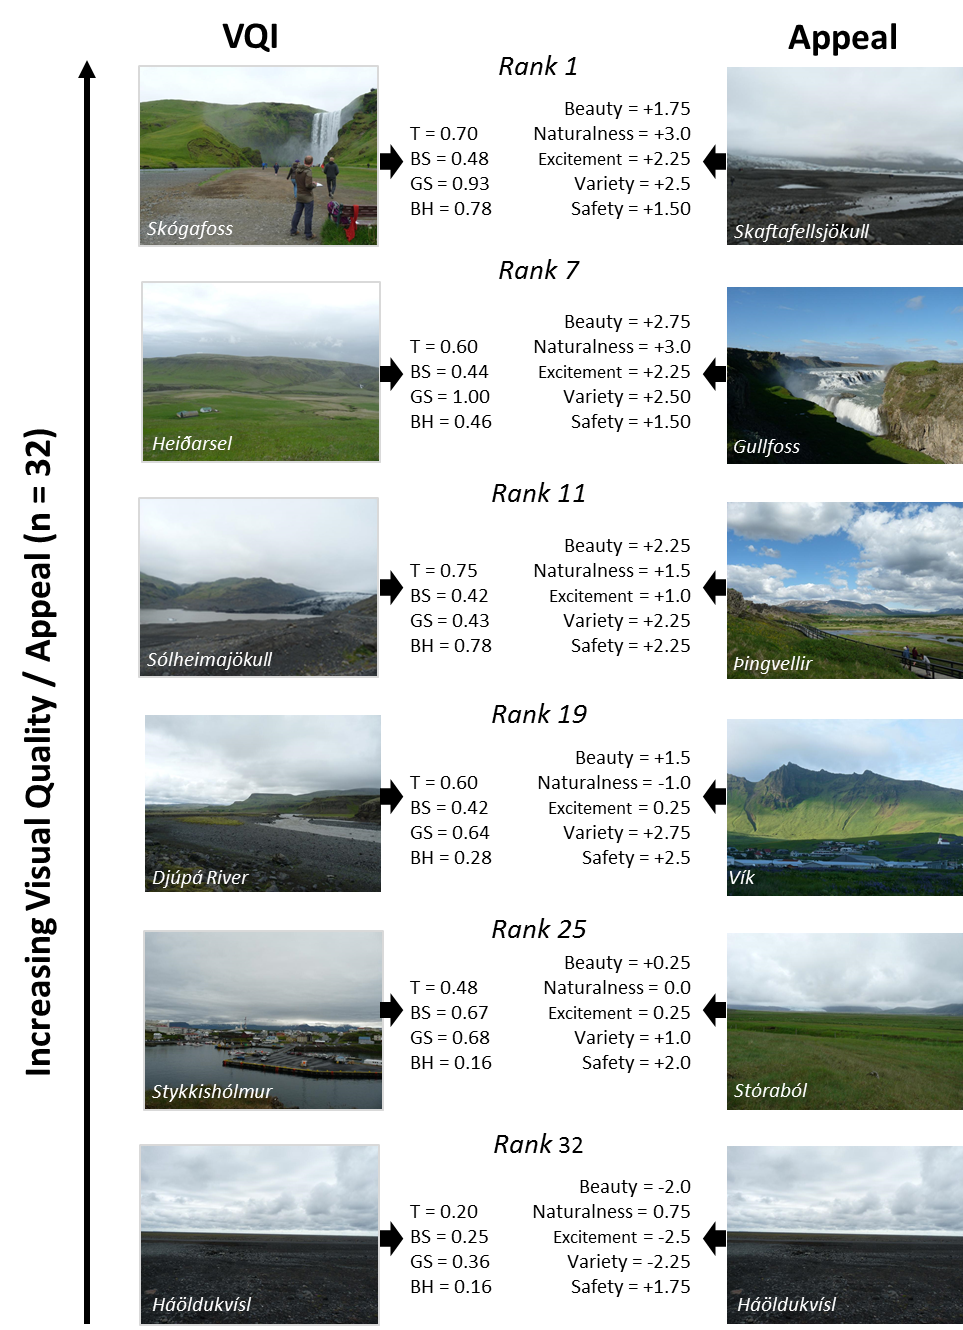 VQI
Appeal
Increasing Visual Quality / Appeal (n = 32)
Rank 1
Skógafoss
T = 0.70
BS = 0.48
GS = 0.93
BH = 0.78
Beauty = +1.75
Naturalness = +3.0
Excitement = +2.25
Variety = +2.5
Safety = +1.50
Skaftafellsjökull
Rank 7
Heiðarsel
T = 0.60
BS = 0.44
GS = 1.00
BH = 0.46
Beauty = +2.75
Naturalness = +3.0
Excitement = +2.25
Variety = +2.50
Safety = +1.50
Gullfoss
Rank 11
Sólheimajökull
T = 0.75
BS = 0.42
GS = 0.43
BH = 0.78
Beauty = +2.25
Naturalness = +1.5
Excitement = +1.0
Variety = +2.25
Safety = +2.25
Þingvellir
Rank 19
Djúpá River
T = 0.60
BS = 0.42
GS = 0.64
BH = 0.28
Beauty = +1.5
Naturalness = -1.0
Excitement = 0.25
Variety = +2.75
Safety = +2.5
Vík
Rank 25
Stykkishólmur
T = 0.48
BS = 0.67
GS = 0.68
BH = 0.16
Beauty = +0.25
Naturalness = 0.0
Excitement = 0.25
Variety = +1.0
Safety = +2.0
Stóraból
Rank 32
Háöldukvísl
T = 0.20
BS = 0.25
GS = 0.36
BH = 0.16
Beauty = -2.0
Naturalness = 0.75
Excitement = -2.5
Variety = -2.25
Safety = +1.75
Háöldukvísl